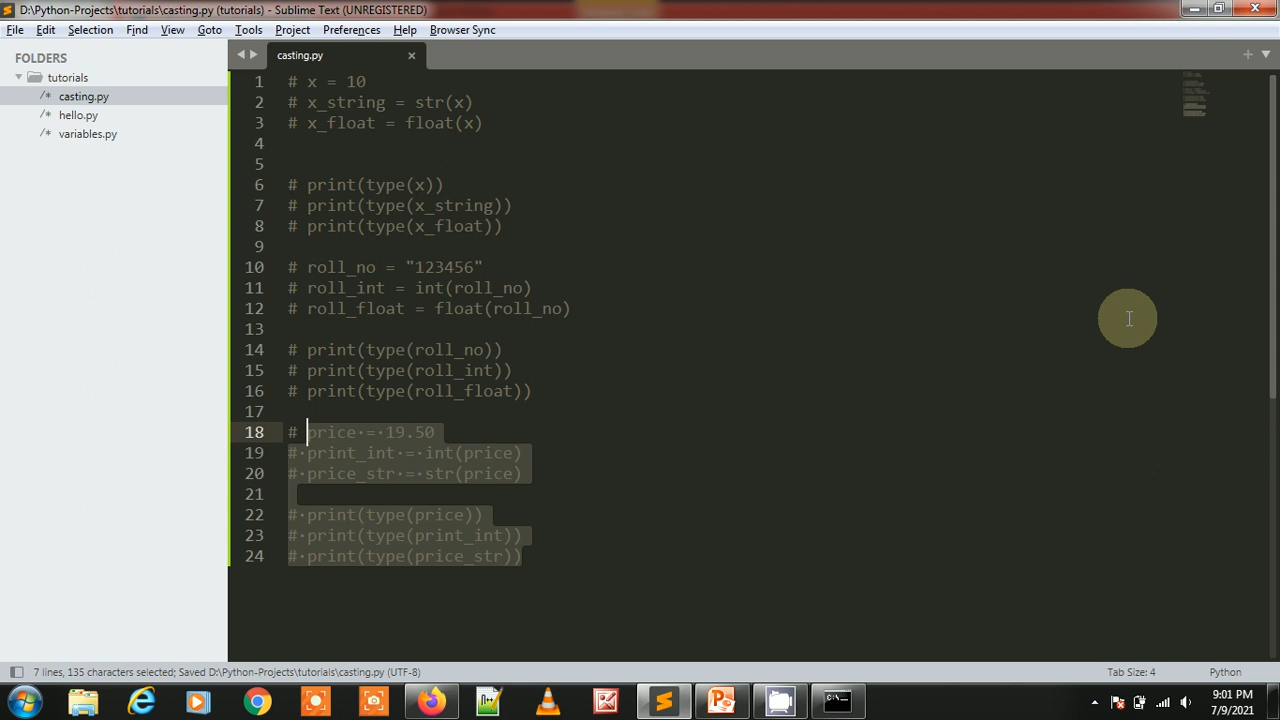 D:\Python-Projects\tutorials\casting.py (tutorials) - Sublime Text (UNREGISTERED)
File Edit Selection Find View Goto Tools Project Preferences Help Browser Sync
FOLDERS
tutorials
/* casting.py
/* hello.py
/* variables.py
casting.py
1 # x = 10
2 # x_string = str(x)
3 # x_float = float(x)
4
5
6 # print(type(x))
7 # print(type(x_string))
8 # print(type(x_float))
9
10 # roll_no = "123456"
11 # roll_int = int(roll_no)
12 # roll_float = float(roll_no)
13
14 # print(type(roll_no))
15 # print(type(roll_int))
16 # print(type(roll_float))
17
18 # price = 19.50
19 # print_int = int(price)
20 # price_str = str(price)
21
22 # print(type(price))
23 # print(type(print_int))
24 # print(type(price_str))
7 lines, 135 characters selected; Saved D:\Python-Projects\tutorials\casting.py (UTF-8) Tab Size: 4 Python
9:01 PM
7/9/2021